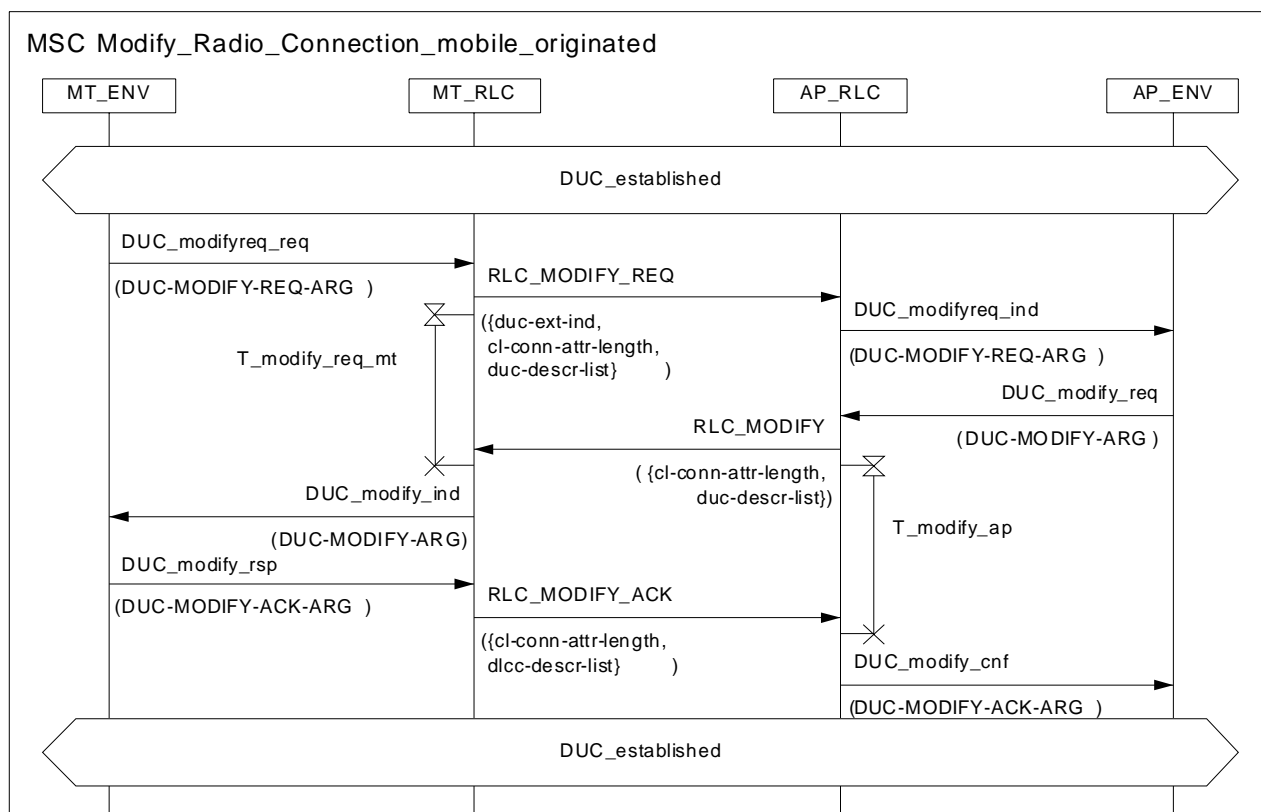 MSC Modify_Radio_Connection_mobile_originated
MT_ENV
MT_RLC
AP_RLC
AP_ENV
DUC_established
DUC_modifyreq_req
(DUC-MODIFY-REQ-ARG )
RLC_MODIFY_REQ
({duc-ext-ind,
cl-conn-attr-length,
duc-descr-list} )
T_modify_req_mt
DUC_modifyreq_ind
(DUC-MODIFY-REQ-ARG )
DUC_modify_req
(DUC-MODIFY-ARG )
RLC_MODIFY
( {cl-conn-attr-length,
duc-descr-list})
T_modify_ap
DUC_modify_ind
(DUC-MODIFY-ARG)
DUC_modify_rsp
(DUC-MODIFY-ACK-ARG )
RLC_MODIFY_ACK
({cl-conn-attr-length,
dlcc-descr-list} )
DUC_modify_cnf
(DUC-MODIFY-ACK-ARG )
DUC_established